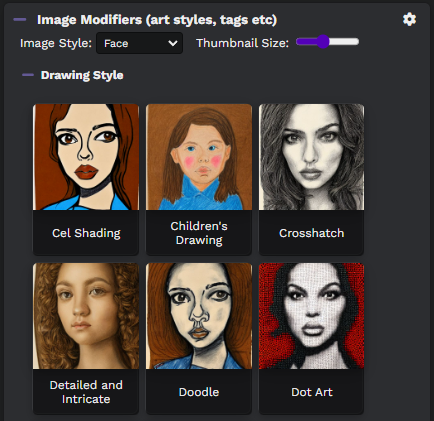 Image Modifiers (art styles, tags etc)
Image Style: Face Thumbnail Size:
Drawing Style
Cel Shading
Children's
Drawing
Crosshatch
Detailed and
Intricate
Doodle
Dot Art